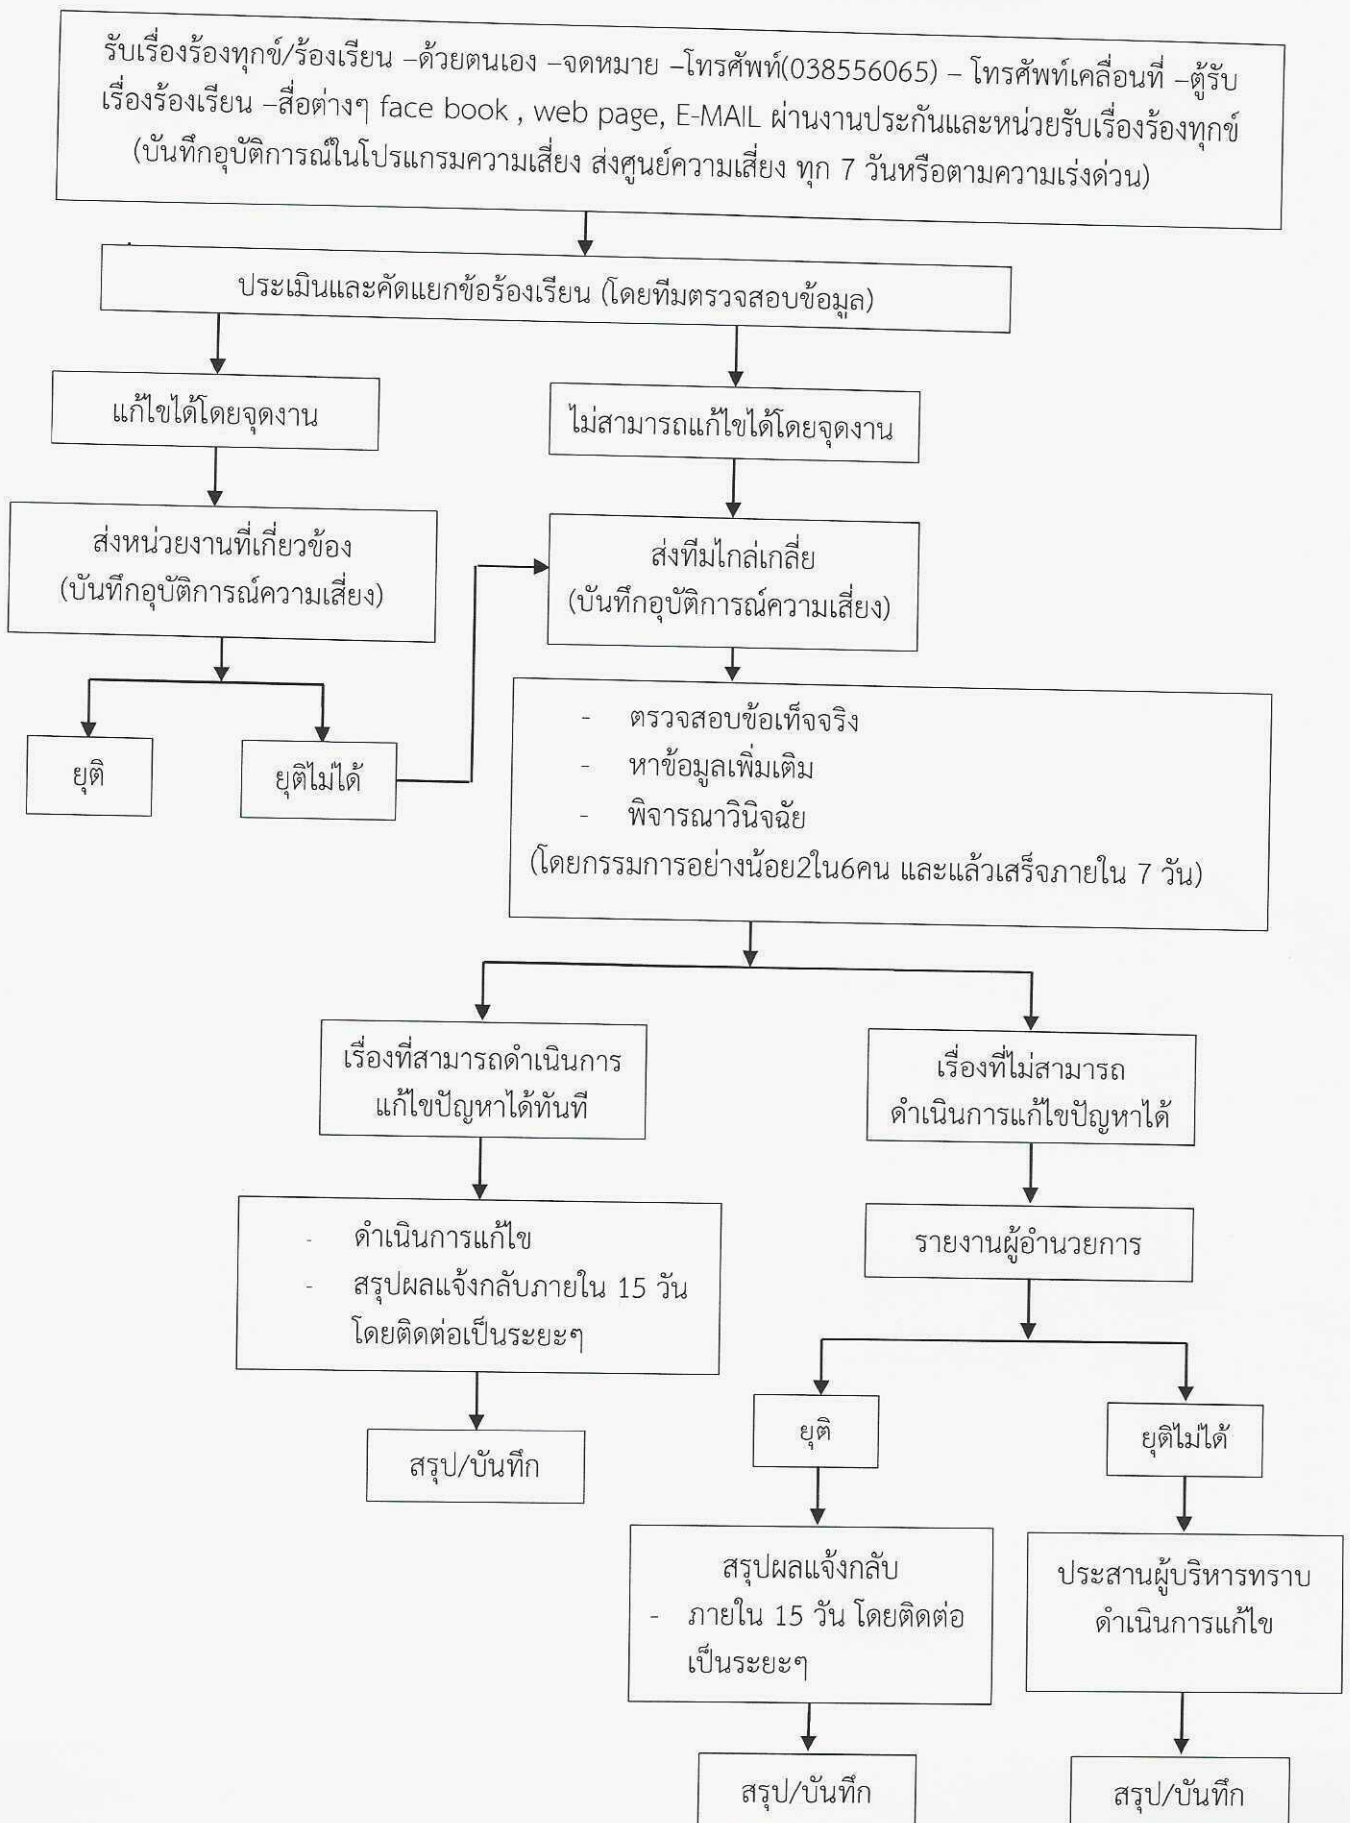 รับเรื่องร้องทุกข์/ร้องเรียน –ด้วยตนเอง –จดหมาย –โทรศัพท์(038556065) – โทรศัพท์เคลื่อนที่ –ตู้รับ
เรื่องร้องเรียน –สื่อต่างๆ face book , web page, E-MAIL ผ่านงานประกันและหน่วยรับเรื่องร้องทุกข์
(บันทึกอุบัติการณ์ในโปรแกรมความเสี่ยง ส่งศูนย์ความเสี่ยง ทุก 7 วันหรือตามความเร่งด่วน)
ประเมินและคัดแยกข้อร้องเรียน (โดยทีมตรวจสอบข้อมูล)
แก้ไขได้โดยจุดงาน
ไม่สามารถแก้ไขได้โดยจุดงาน
ส่งหน่วยงานที่เกี่ยวข้อง
(บันทึกอุบัติการณ์ความเสี่ยง)
ส่งทีมไกล่เกลี่ย
(บันทึกอุบัติการณ์ความเสี่ยง)
ยุติ
ยุติไม่ได้
- ตรวจสอบข้อเท็จจริง
- หาข้อมูลเพิ่มเติม
- พิจารณาวินิจฉัย
(โดยกรรมการอย่างน้อย2ใน6คน และแล้วเสร็จภายใน 7 วัน)
เรื่องที่สามารถดำเนินการ
แก้ไขปัญหาได้ทันที
เรื่องที่ไม่สามารถ
ดำเนินการแก้ไขปัญหาได้
- ดำเนินการแก้ไข
- สรุปผลแจ้งกลับภายใน 15 วัน
โดยติดต่อเป็นระยะๆ
รายงานผู้อำนวยการ
สรุป/บันทึก
ยุติ
ยุติไม่ได้
สรุปผลแจ้งกลับ
- ภายใน 15 วัน โดยติดต่อ
เป็นระยะๆ
ประสานผู้บริหารทราบ
ดำเนินการแก้ไข
สรุป/บันทึก
สรุป/บันทึก